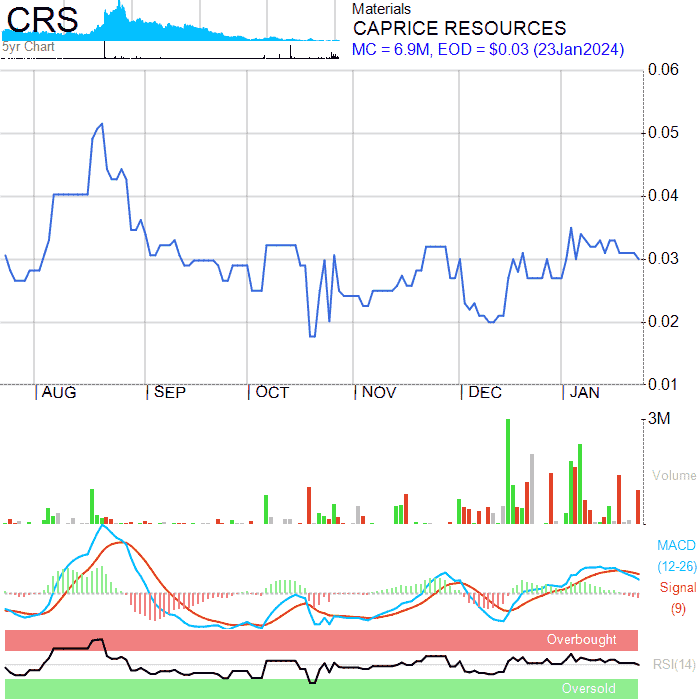 CRS
5yr Chart
Materials
CAPRICE RESOURCES
MC = 6.9M, EOD = $0.03 (23Jan2024)
0.06
0.05
0.04
0.03
0.02
0.01
AUG SEP OCT NOV DEC JAN
3M
Volume
MACD
(12-26)
Signal
(9)
Overbought
RSI(14)
Oversold